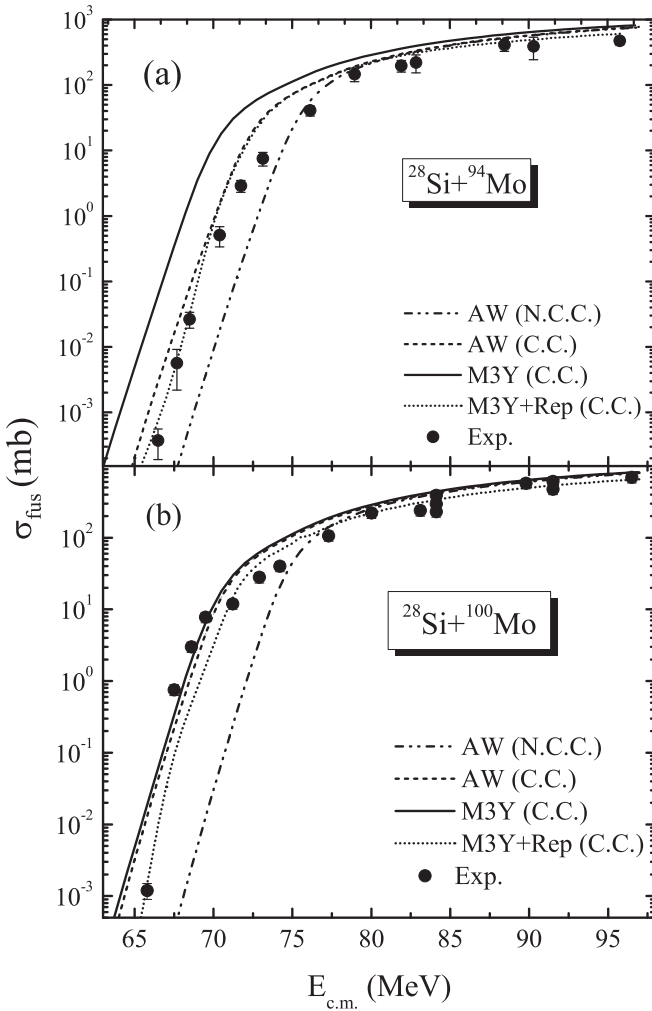 10³
10²
10¹
10⁰
10⁻¹
10⁻²
10⁻³
(a)
²⁸Si+⁹⁴Mo
AW (N.C.C.)
AW (C.C.)
M3Y (C.C.)
M3Y+Rep (C.C.)
Exp.
σfus (mb)
10²
10¹
10⁰
10⁻¹
10⁻²
10⁻³
(b)
²⁸Si+¹⁰⁰Mo
AW (N.C.C.)
AW (C.C.)
M3Y (C.C.)
M3Y+Rep (C.C.)
Exp.
65 70 75 80 85 90 95
E c.m. (MeV)